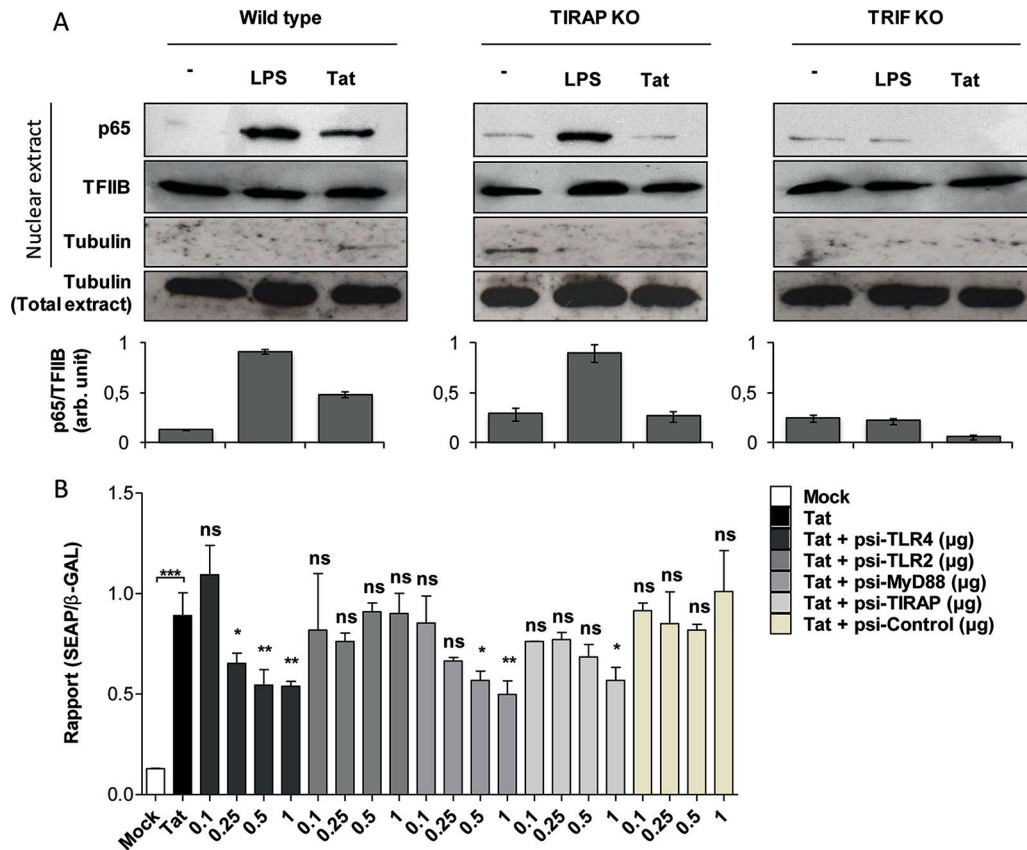 A
Wild type
TIRAP KO
TRIF KO
- LPS Tat
- LPS Tat
- LPS Tat
Nuclear extract
p65
TFIIB
Tubulin
Tubulin
(Total extract)
p65/TFIIB
(arb. unit)
1
0,5
0
1
0,5
0
1
0,5
0
B
Rapport (SEAP/β-GAL)
1.5
1.0
0.5
0.0
***
ns
*
**
**
ns
ns
ns
ns
ns
ns
*
**
ns
ns
ns
*
ns
ns
ns
ns
Mock
Tat
0.1
0.25
0.5
1
0.1
0.25
0.5
1
0.1
0.25
0.5
1
0.1
0.25
0.5
1
0.1
0.25
0.5
1
Mock
Tat
Tat + psi-TLR4 (µg)
Tat + psi-TLR2 (µg)
Tat + psi-MyD88 (µg)
Tat + psi-TIRAP (µg)
Tat + psi-Control (µg)